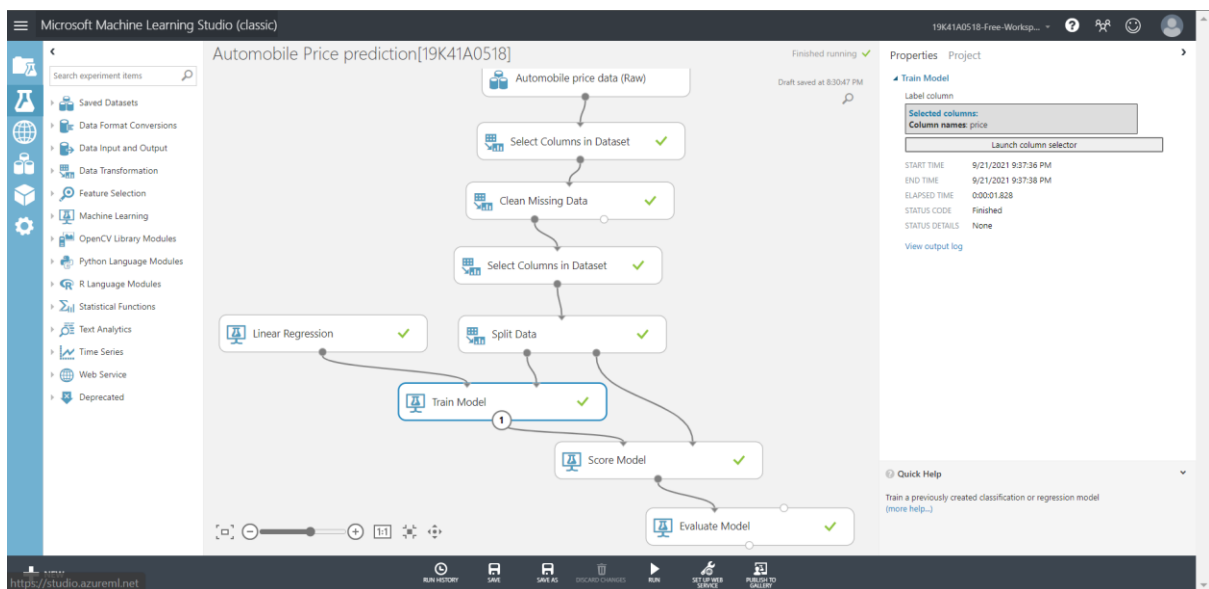 Microsoft Machine Learning Studio (classic)
19K41A0518-Free-Worksp...
Search experiment items
Saved Datasets
Data Format Conversions
Data Input and Output
Data Transformation
Feature Selection
Machine Learning
OpenCV Library Modules
Python Language Modules
R Language Modules
Statistical Functions
Text Analytics
Time Series
Web Service
Deprecated
Automobile Price prediction[19K41A0518]
Finished running
Draft saved at 8:30:47 PM
Automobile price data (Raw)
Select Columns in Dataset
Clean Missing Data
Select Columns in Dataset
Linear Regression
Split Data
Train Model
1
Score Model
Evaluate Model
1:1
Properties Project
Train Model
Label column
Selected columns:
Column names: price
Launch column selector
START TIME 9/21/2021 9:37:36 PM
END TIME 9/21/2021 9:37:38 PM
ELAPSED TIME 0:00:01.828
STATUS CODE Finished
STATUS DETAILS None
View output log
Quick Help
Train a previously created classification or regression model
(more help...)
NEW
https://studio.azureml.net
RUN HISTORY
SAVE
SAVE AS
DISCARD CHANGES
RUN
SET UP WEB
SERVICE
PUBLISH TO
GALLERY